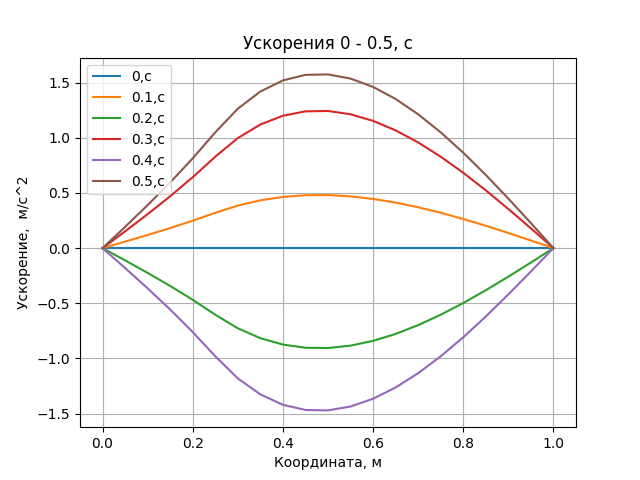 Ускорения 0 - 0.5, с
0,с
0.1,с
0.2,с
0.3,с
0.4,с
0.5,с
Ускорение,   м/с^2
1.5
1.0
0.5
0.0
−0.5
−1.0
−1.5
0.0 0.2 0.4 0.6 0.8 1.0
Координата, м